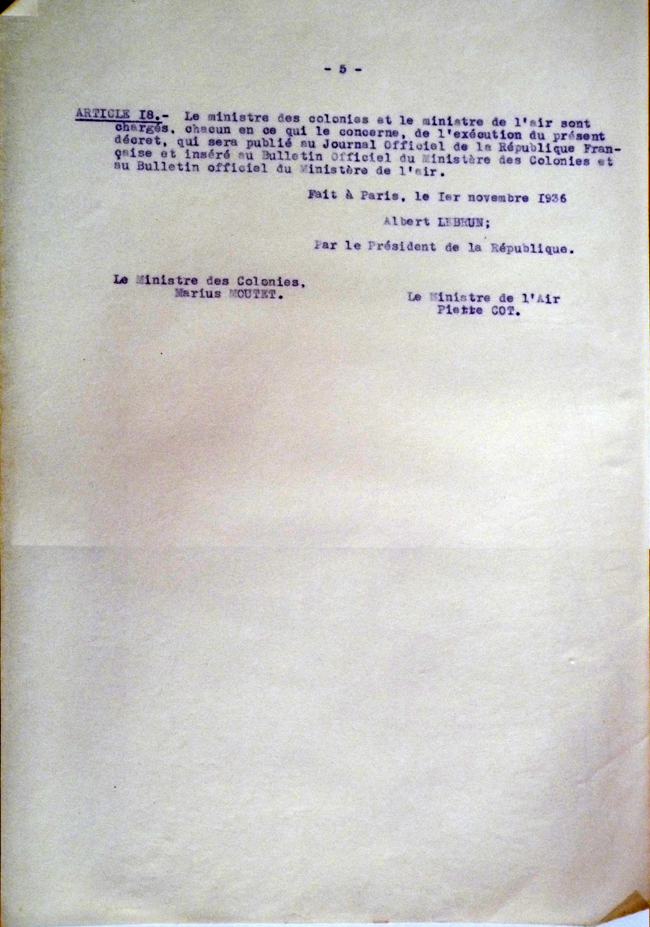 - 5 -
ARTICLE I8.- Le ministre des colonies et le ministre de l'air sont
chargés, chacun en ce qui le concerne, de l'exécution du présent
décret, qui sera publié au Journal Officiel de la République Fran-
çaise et inséré au Bulletin Officiel du Ministère des Colonies et
au Bulletin officiel du Ministère de l'air.
Fait à Paris, le Ier novembre I936
Albert LEBRUN;
Par le Président de la République.
Le Ministre des Colonies,
Marius MOUTET.
Le Ministre de l'Air
Pierre COT.